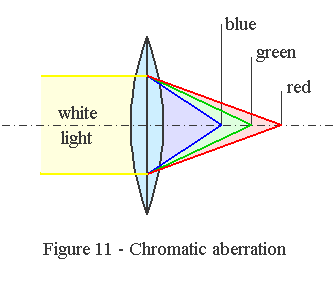 blue
green
red
white
light
Figure 11 - Chromatic aberration